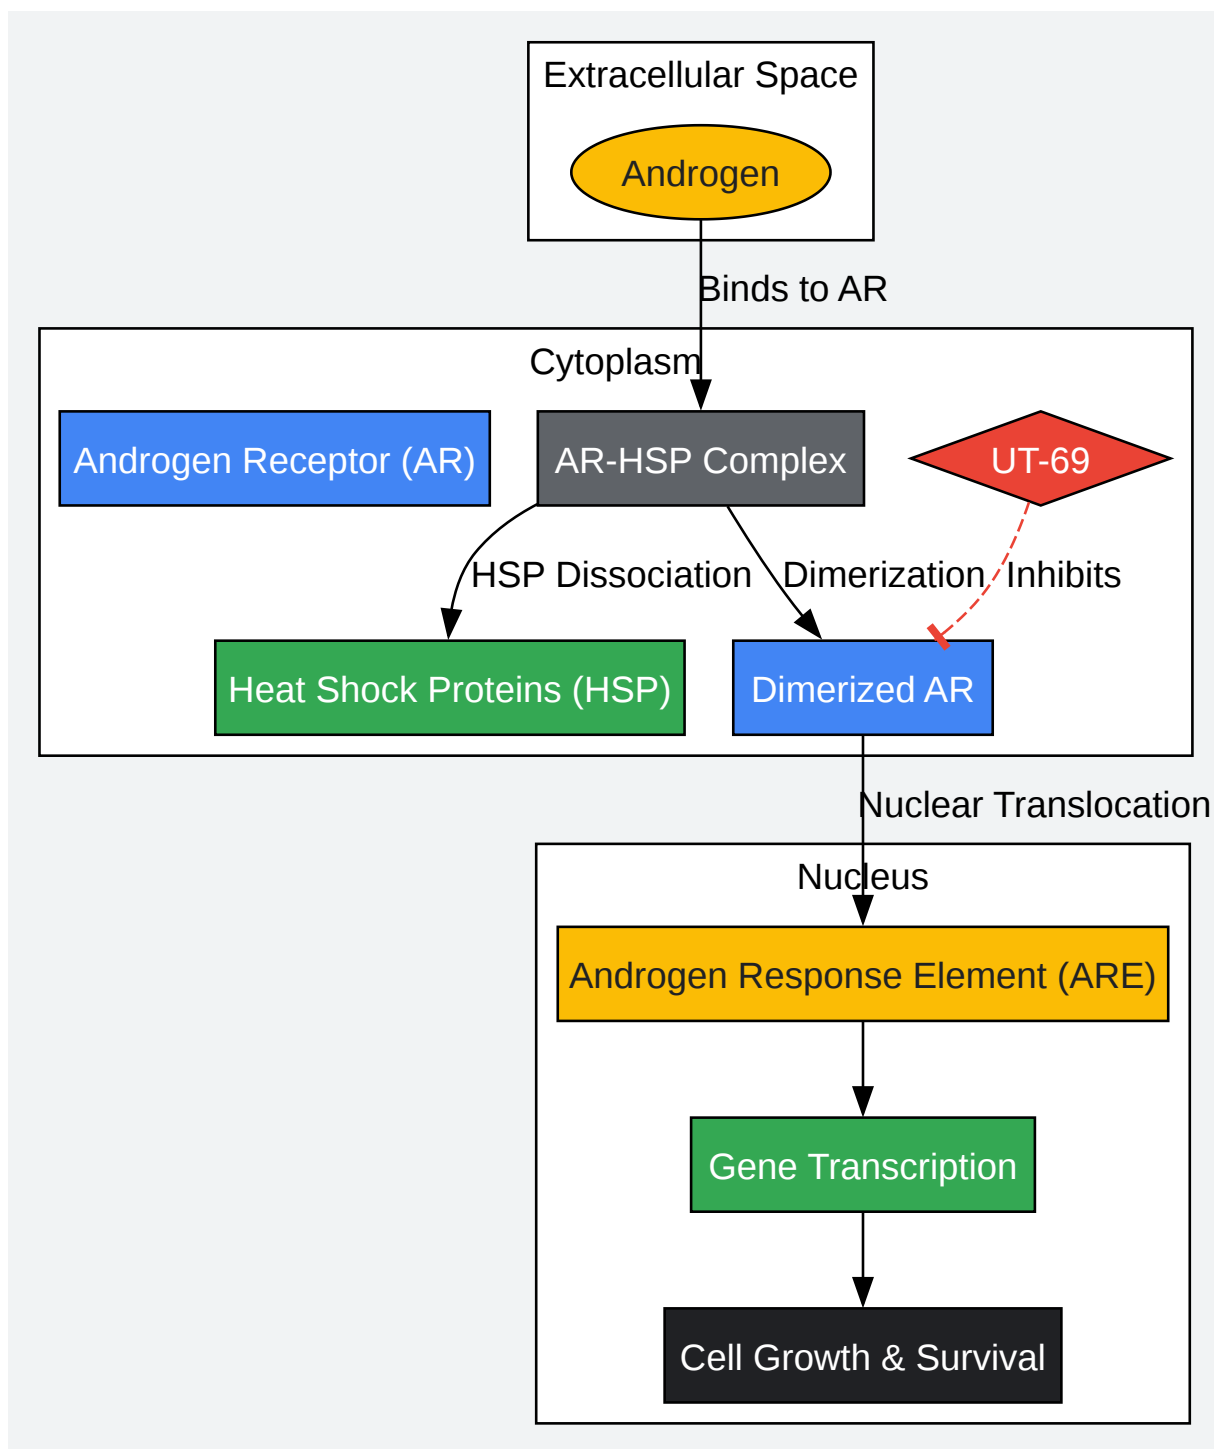 Extracellular Space
Androgen
Binds to AR
Cytoplasm
Androgen Receptor (AR)
AR-HSP Complex
UT-69
HSP Dissociation
Dimerization
Inhibits
Heat Shock Proteins (HSP)
Dimerized AR
Nuclear Translocation
Nucleus
Androgen Response Element (ARE)
Gene Transcription
Cell Growth & Survival